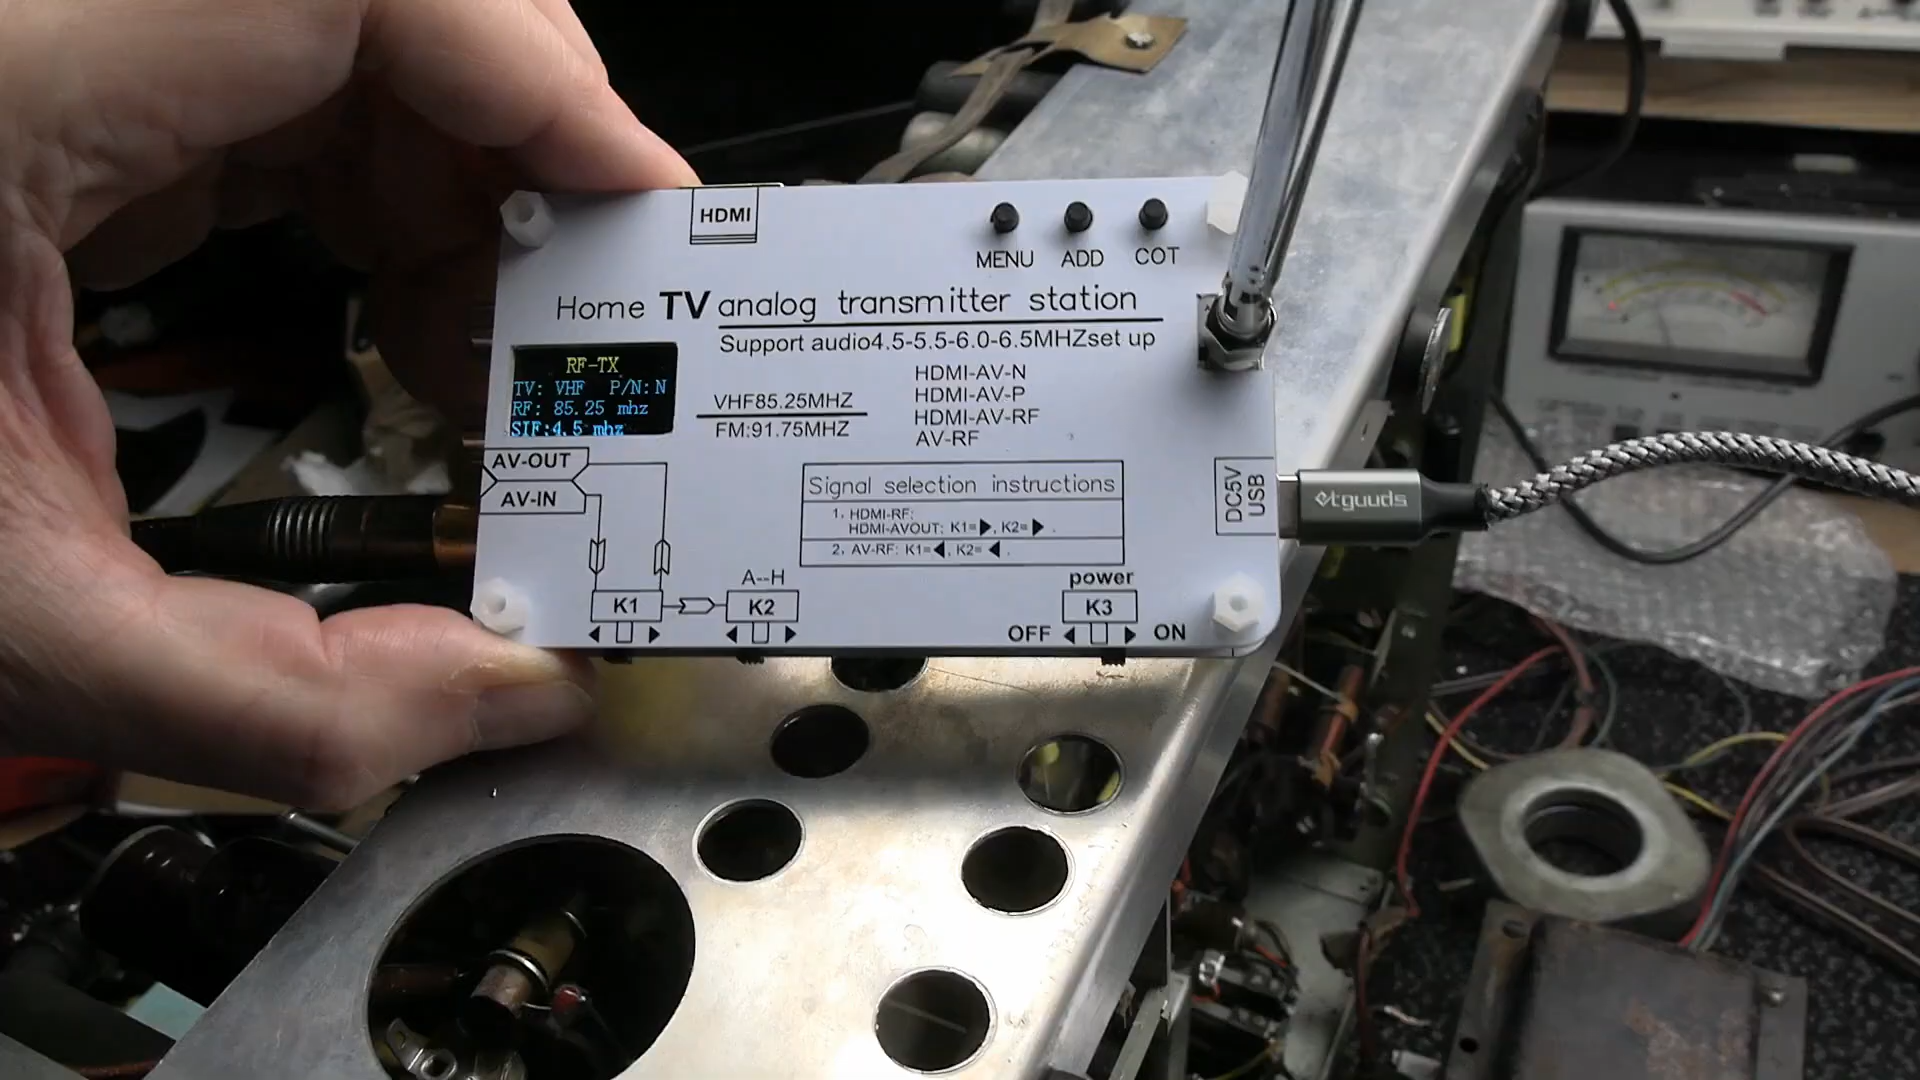 HDMI
MENU ADD COT
Home TV analog transmitter station
Support audio4.5-5.5-6.0-6.5MHZset up
RF-TX
TV: VHF P/N:N
RF: 85.25 mhz
SIF:4.5 mhz
VHF85.25MHZ
FM:91.75MHZ
HDMI-AV-N
HDMI-AV-P
HDMI-AV-RF
AV-RF
AV-OUT
AV-IN
Signal selection instructions
1, HDMI-RF:
HDMI-AVOUT: K1=▶, K2=▶ .
2, AV-RF: K1=◀, K2=◀ .
DC5V
USB
etguuds
A--H
K1
K2
power
K3
OFF ◀ ▶ ON